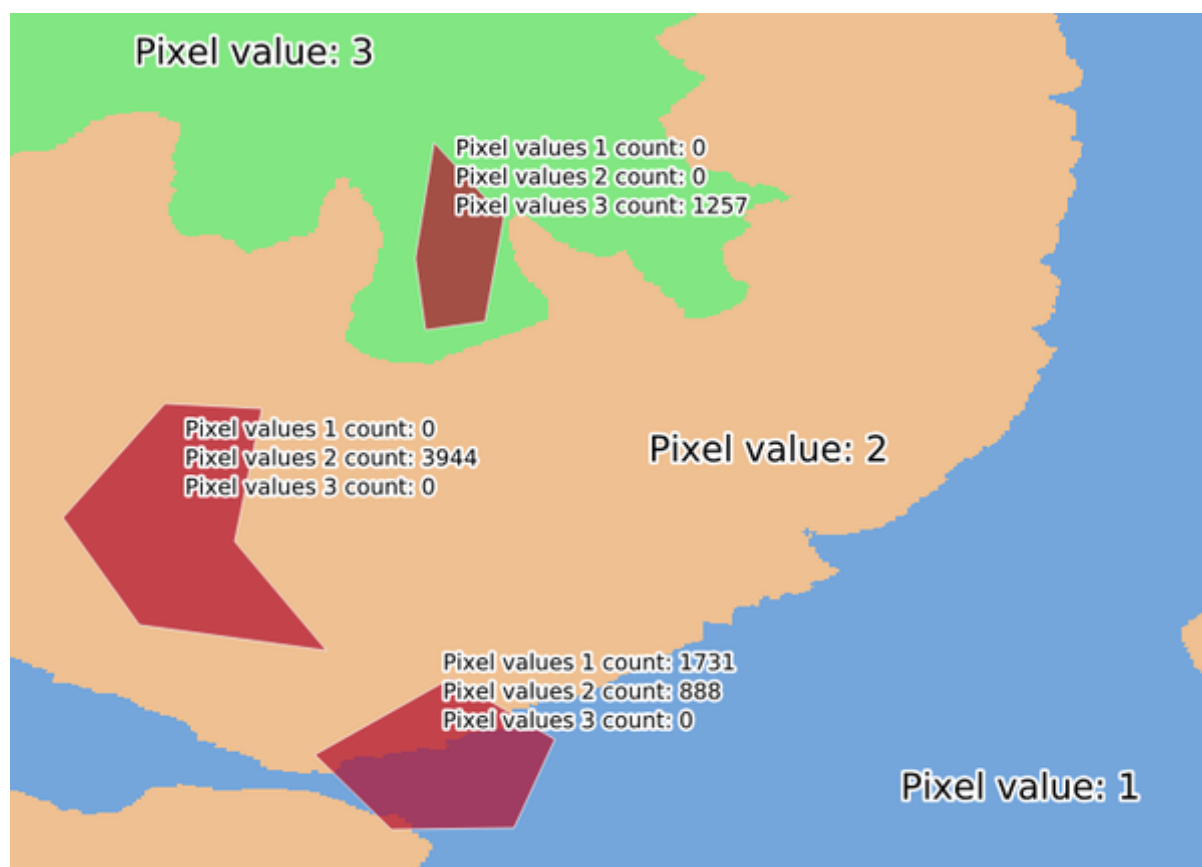 Pixel value: 3
Pixel values 1 count: 0
Pixel values 2 count: 0
Pixel values 3 count: 1257
Pixel values 1 count: 0
Pixel values 2 count: 3944
Pixel values 3 count: 0
Pixel value: 2
Pixel values 1 count: 1731
Pixel values 2 count: 888
Pixel values 3 count: 0
Pixel value: 1